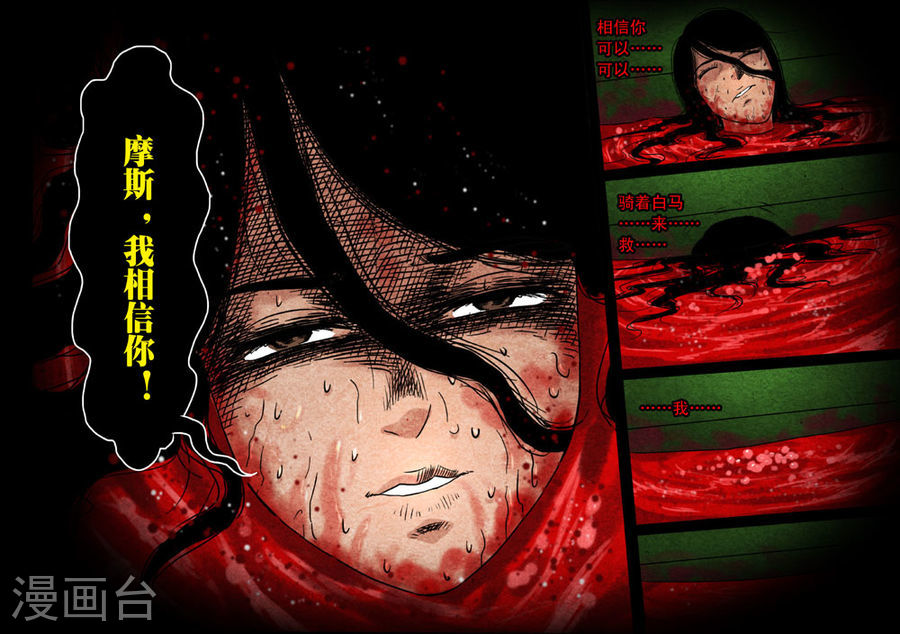 摩斯，我相信你！
相信你
可以……
可以……
骑着白马
……来……
救……
……我……
漫画台